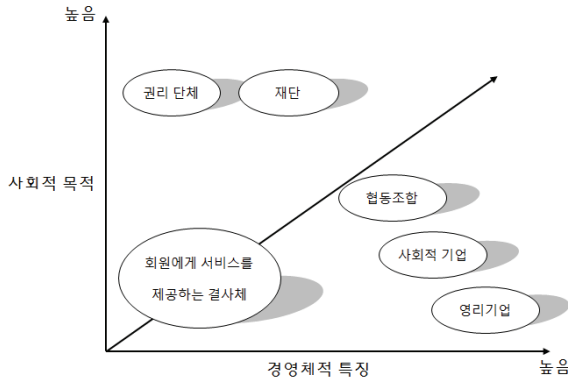 높음
권리 단체
재단
사회적 목적
협동조합
회원에게 서비스를
제공하는 결사체
사회적 기업
영리기업
경영체적 특징
높음